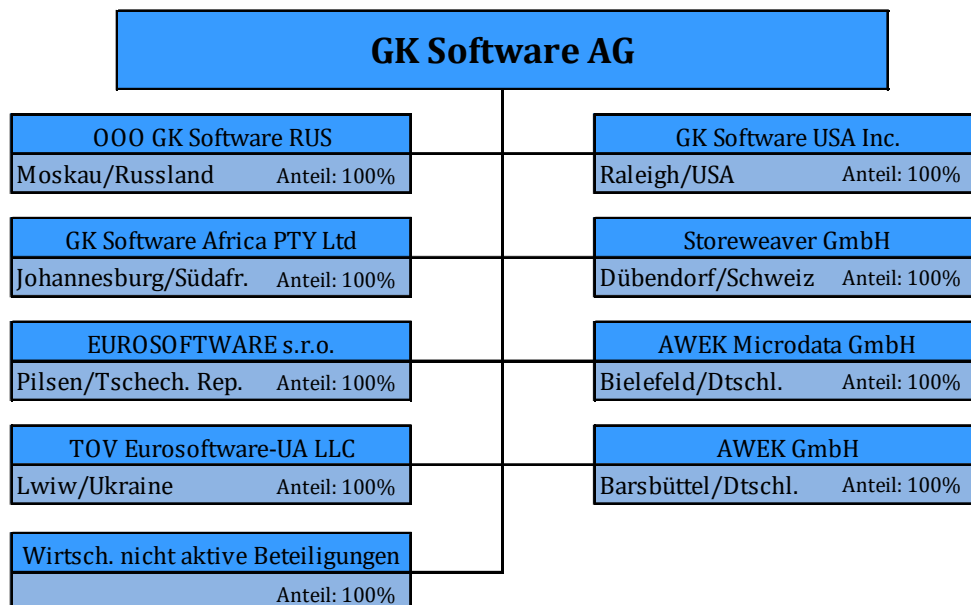 GK Software AG
OOO GK Software RUS
Moskau/Russland Anteil: 100%
GK Software USA Inc.
Raleigh/USA Anteil: 100%
GK Software Africa PTY Ltd
Johannesburg/Südafr. Anteil: 100%
Storeweaver GmbH
Dübendorf/Schweiz Anteil: 100%
EUROSOFTWARE s.r.o.
Pilsen/Tschech. Rep. Anteil: 100%
AWEK Microdata GmbH
Bielefeld/Dtschl. Anteil: 100%
TOV Eurosoftware-UA LLC
Lwiw/Ukraine Anteil: 100%
AWEK GmbH
Barsbüttel/Dtschl. Anteil: 100%
Wirtsch. nicht aktive Beteiligungen
Anteil: 100%